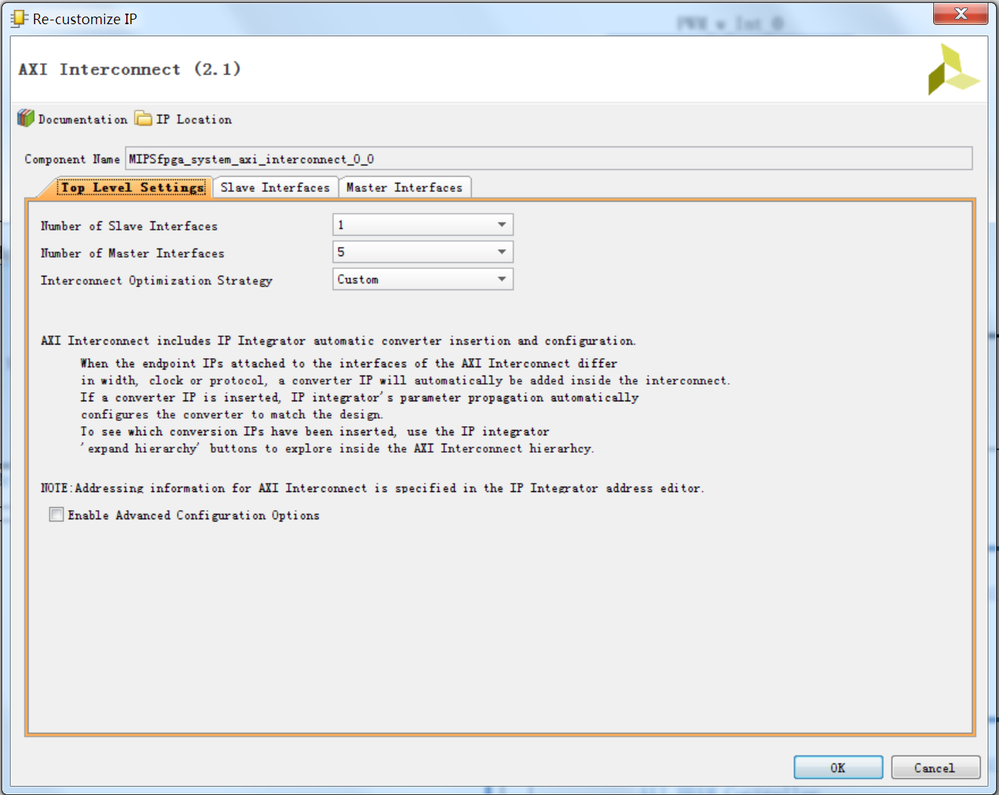 Re-customize IP
AXI Interconnect (2.1)
Documentation IP Location
Component Name MIPSfpga_system_axi_interconnect_0_0
Top Level Settings Slave Interfaces Master Interfaces
Number of Slave Interfaces 1
Number of Master Interfaces 5
Interconnect Optimization Strategy Custom
AXI Interconnect includes IP Integrator automatic converter insertion and configuration.
When the endpoint IPs attached to the interfaces of the AXI Interconnect differ
in width, clock or protocol, a converter IP will automatically be added inside the interconnect.
If a converter IP is inserted, IP integrator's parameter propagation automatically
configures the converter to match the design.
To see which conversion IPs have been inserted, use the IP integrator
'expand hierarchy' buttons to explore inside the AXI Interconnect hierarhcy.
NOTE:Addressing information for AXI Interconnect is specified in the IP Integrator address editor.
Enable Advanced Configuration Options
OK Cancel